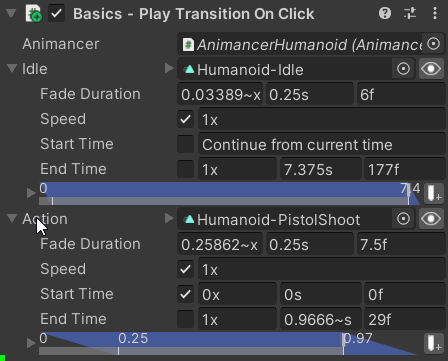 Basics - Play Transition On Click
Animancer AnimancerHumanoid (Animance
Idle Humanoid-Idle
Fade Duration 0.03389~x 0.25s 6f
Speed 1x
Start Time Continue from current time
End Time 1x 7.375s 177f
0 7.4
Action Humanoid-PistolShoot
Fade Duration 0.25862~x 0.25s 7.5f
Speed 1x
Start Time 0x 0s 0f
End Time 1x 0.9666~s 29f
0 0.25 0.97